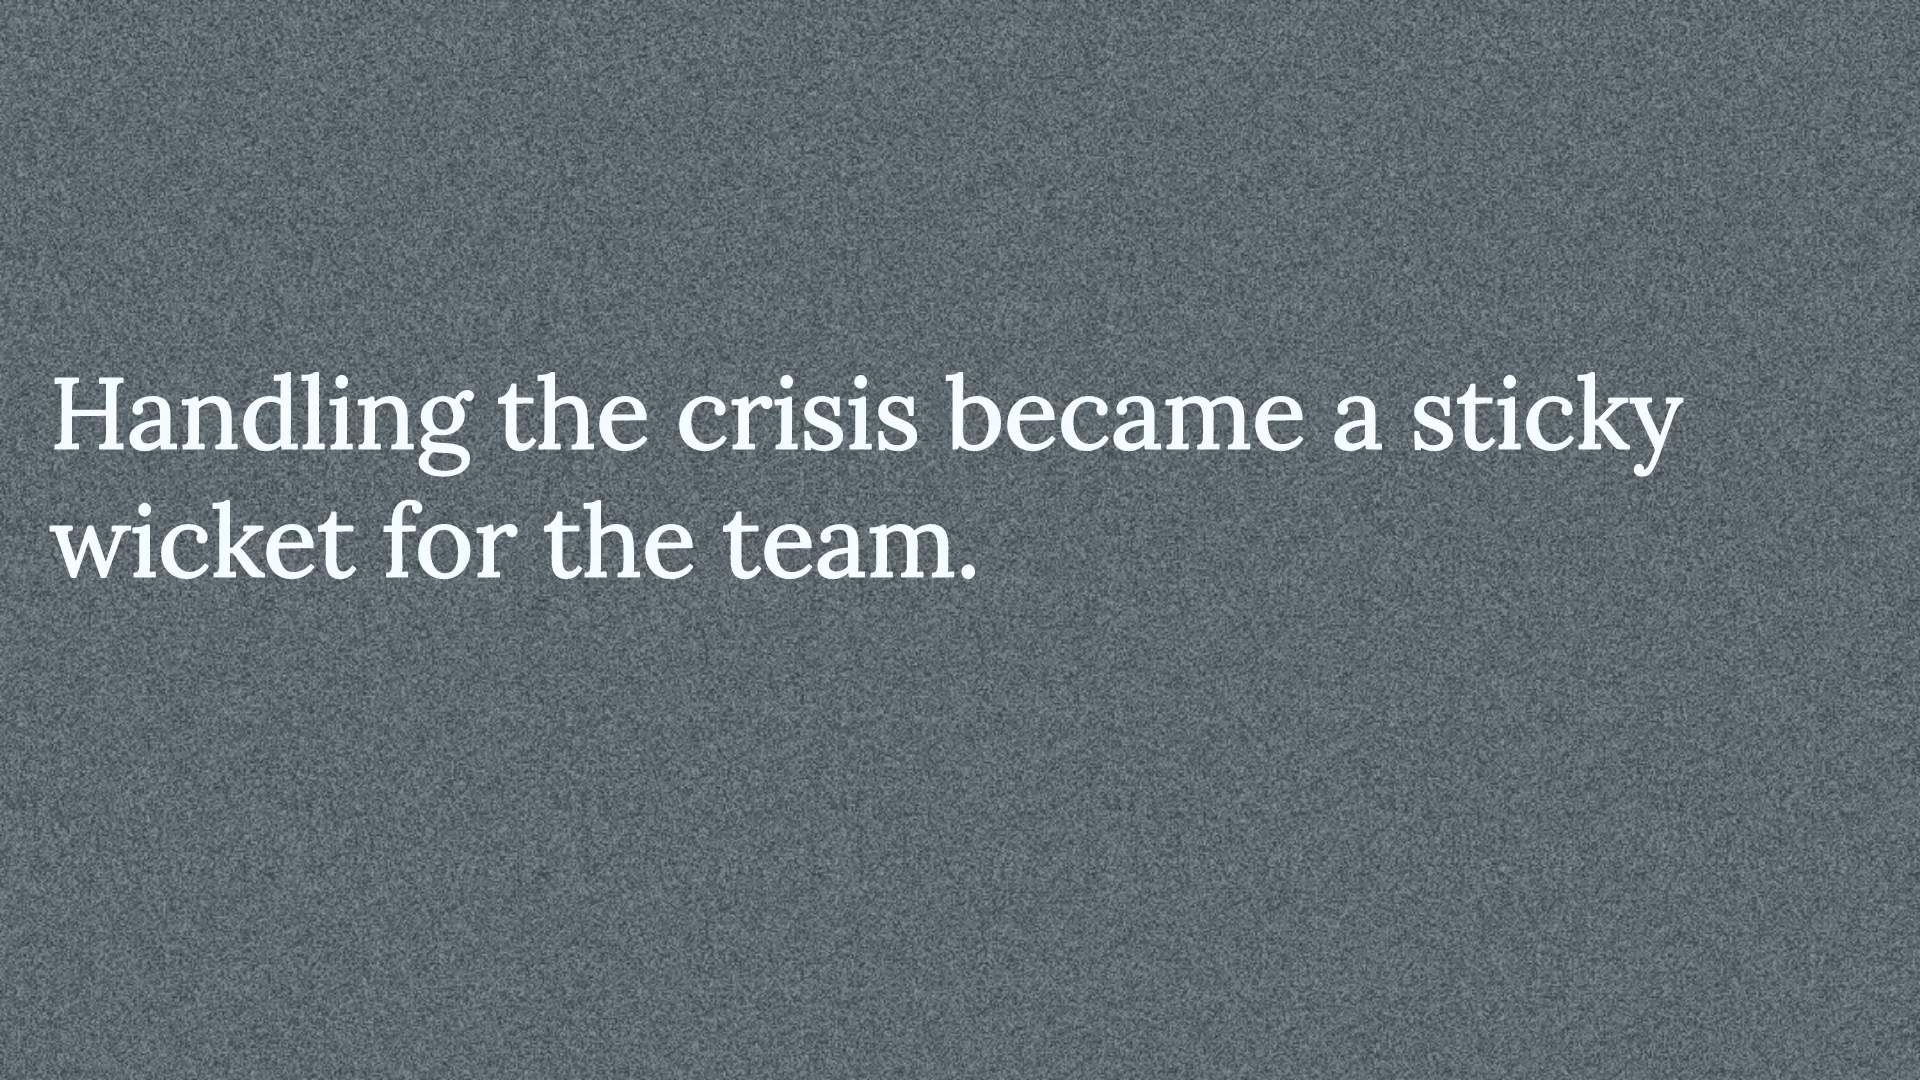 Handling the crisis became a sticky
wicket for the team.